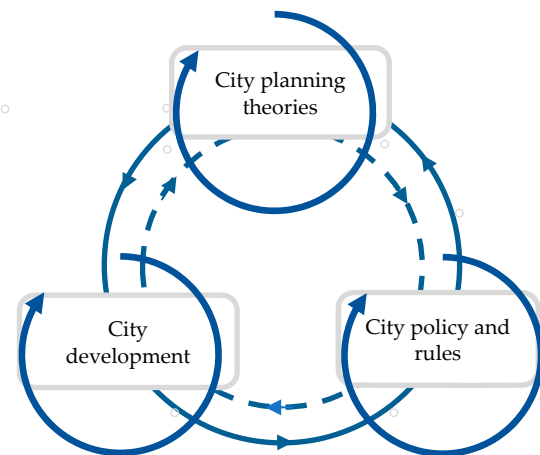 City planning
theories
City
development
City policy and
rules